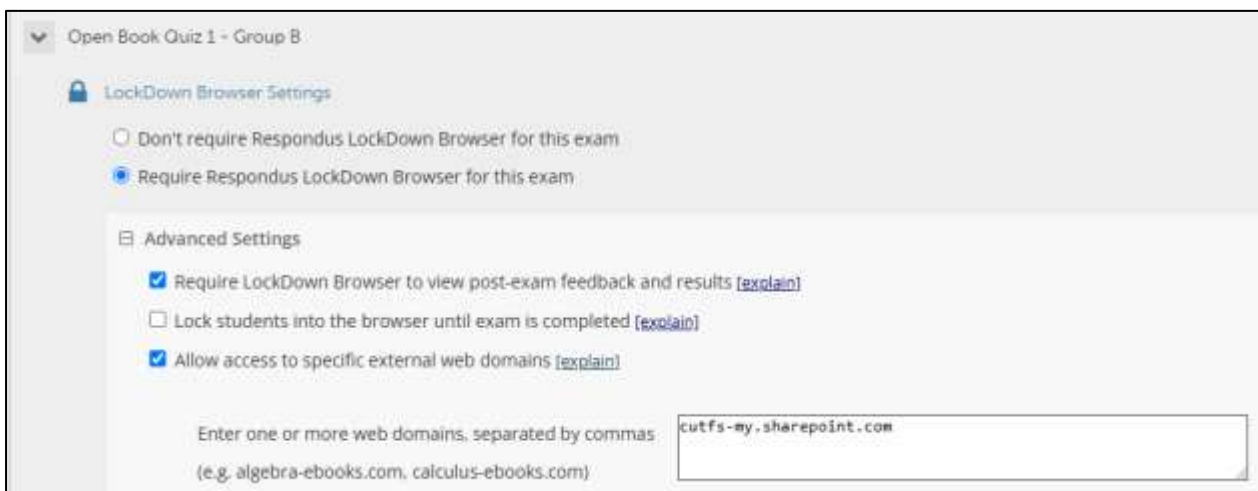 Open Book Quiz 1 - Group B
LockDown Browser Settings
Don't require Respondus LockDown Browser for this exam
Require Respondus LockDown Browser for this exam
Advanced Settings
Require LockDown Browser to view post-exam feedback and results [explain]
Lock students into the browser until exam is completed [explain]
Allow access to specific external web domains [explain]
Enter one or more web domains, separated by commas
cutfs-my.sharepoint.com
(e.g. algebra-ebooks.com, calculus-ebooks.com)